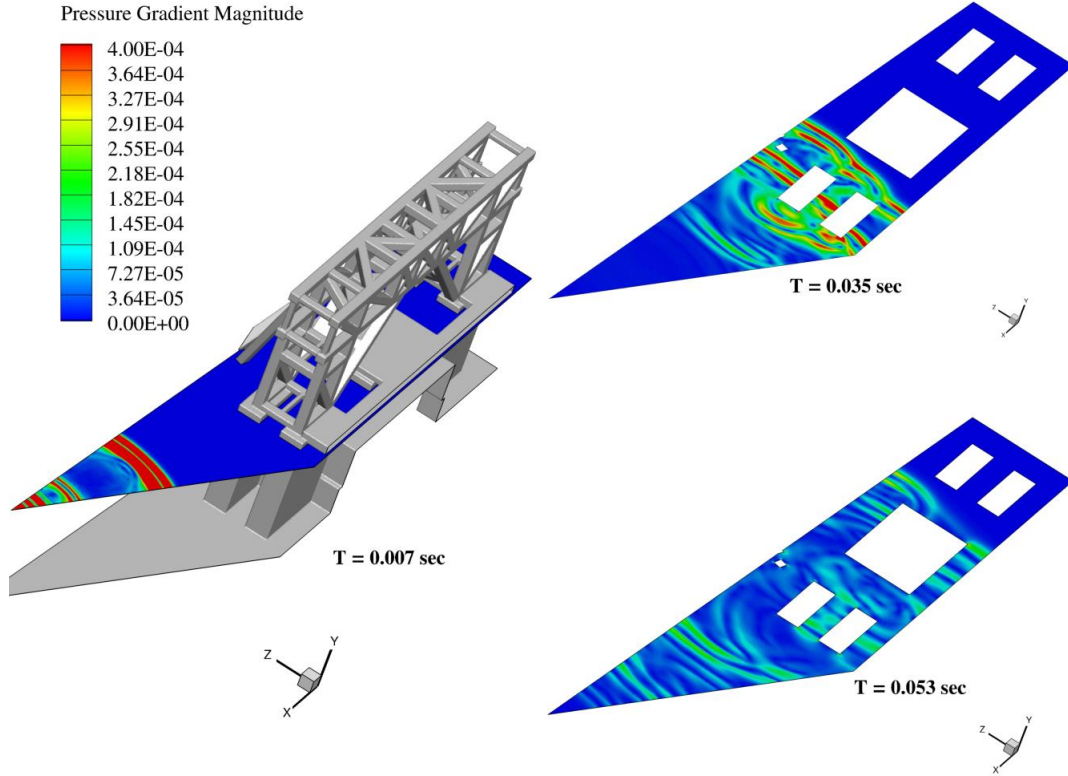 Pressure Gradient Magnitude
4.00E-04
3.64E-04
3.27E-04
2.91E-04
2.55E-04
2.18E-04
1.82E-04
1.45E-04
1.09E-04
7.27E-05
3.64E-05
0.00E+00
T = 0.007 sec
Y
Z
X
T = 0.035 sec
Y
Z
X
T = 0.053 sec
Y
Z
X